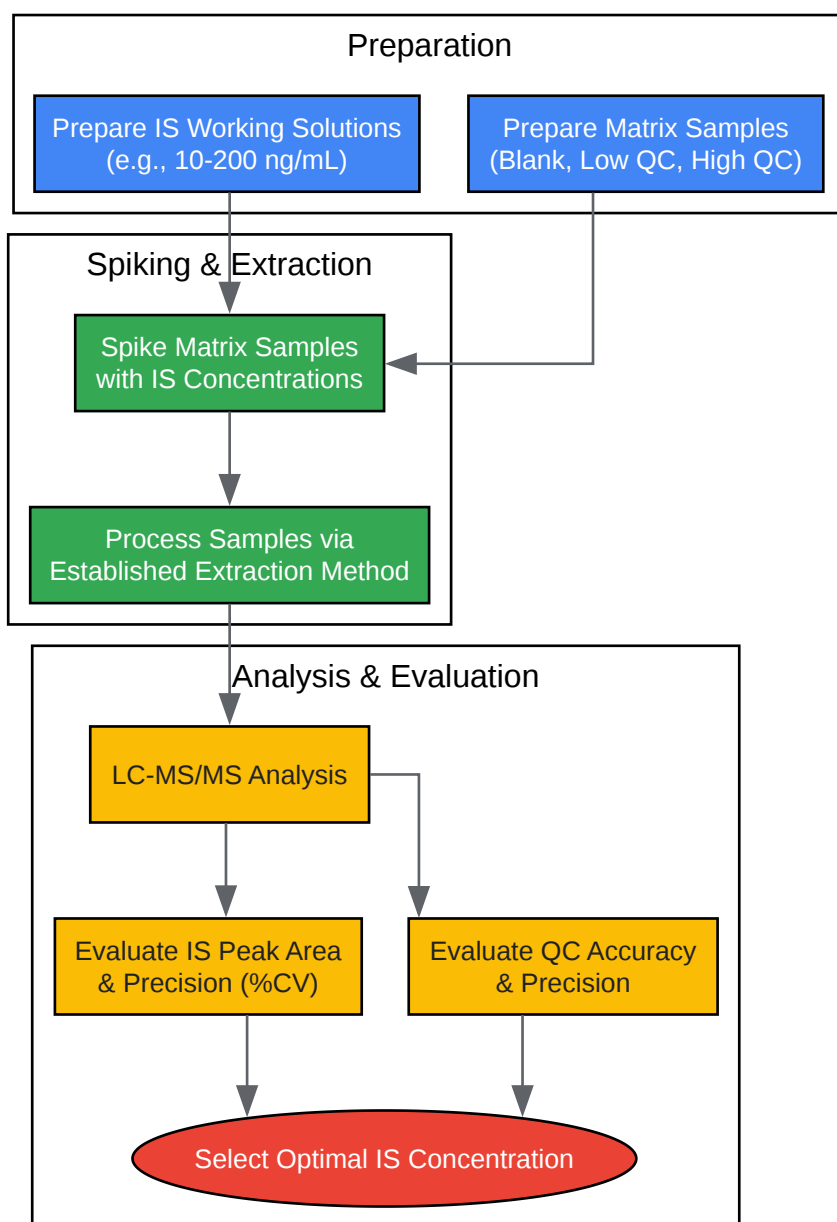 Preparation
Prepare IS Working Solutions
(e.g., 10-200 ng/mL)
Prepare Matrix Samples
(Blank, Low QC, High QC)
Spiking & Extraction
Spike Matrix Samples
with IS Concentrations
Process Samples via
Established Extraction Method
Analysis & Evaluation
LC-MS/MS Analysis
Evaluate IS Peak Area
& Precision (%CV)
Evaluate QC Accuracy
& Precision
Select Optimal IS Concentration